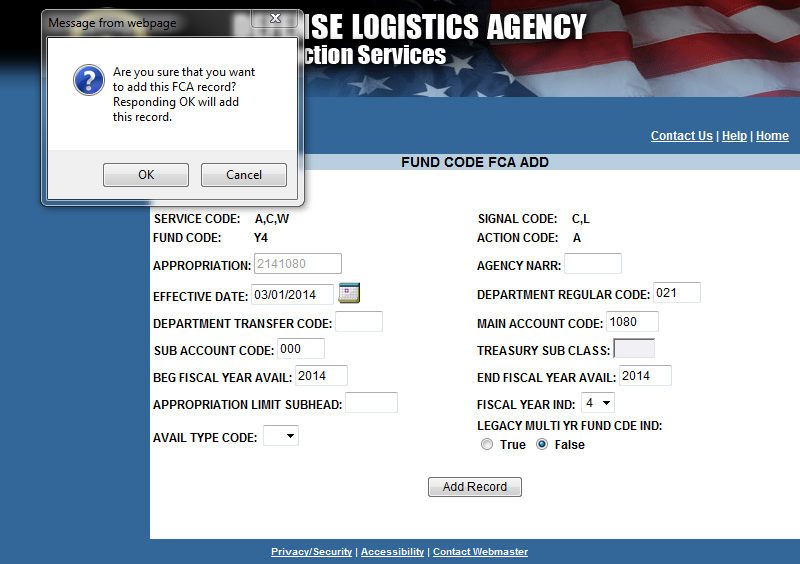 Message from webpage
Are you sure that you want
to add this FCA record?
Responding OK will add
this record.
OK
Cancel
SE LOGISTICS AGENCY
ction Services
Contact Us | Help | Home
FUND CODE FCA ADD
SERVICE CODE: A,C,W
SIGNAL CODE: C,L
FUND CODE: Y4
ACTION CODE: A
APPROPRIATION: 2141080
AGENCY NARR:
EFFECTIVE DATE: 03/01/2014
DEPARTMENT REGULAR CODE: 021
DEPARTMENT TRANSFER CODE:
MAIN ACCOUNT CODE: 1080
SUB ACCOUNT CODE: 000
TREASURY SUB CLASS:
BEG FISCAL YEAR AVAIL: 2014
END FISCAL YEAR AVAIL: 2014
APPROPRIATION LIMIT SUBHEAD:
FISCAL YEAR IND: 4
AVAIL TYPE CODE:
LEGACY MULTI YR FUND CDE IND:
True False
Add Record
Privacy/Security | Accessibility | Contact Webmaster